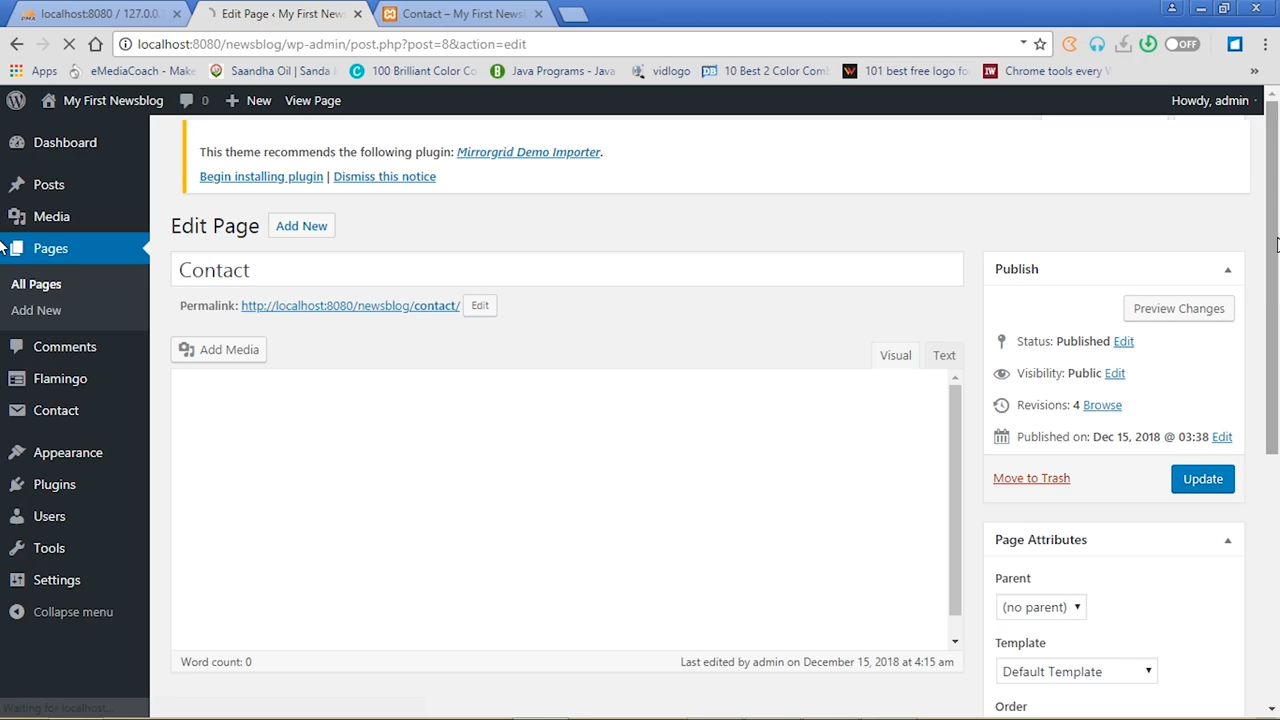 localhost:8080 / 127.0.0.
Edit Page ‹ My First News
Contact – My First Newsb
localhost:8080/newsblog/wp-admin/post.php?post=8&action=edit
OFF
Apps
eMediaCoach - Make
Saandha Oil | Sanda
100 Brilliant Color Co
Java Programs - Java
vidlogo
10 Best 2 Color Comb
101 best free logo fo
Chrome tools every
My First Newsblog
0
New
View Page
Howdy, admin
Dashboard
Posts
Media
Pages
All Pages
Add New
Comments
Flamingo
Contact
Appearance
Plugins
Users
Tools
Settings
Collapse menu
This theme recommends the following plugin: Mirrorgrid Demo Importer.
Begin installing plugin | Dismiss this notice
Edit Page
Add New
Contact
Permalink: http://localhost:8080/newsblog/contact/
Edit
Add Media
Visual
Text
Word count: 0
Last edited by admin on December 15, 2018 at 4:15 am
Publish
Preview Changes
Status: Published Edit
Visibility: Public Edit
Revisions: 4 Browse
Published on: Dec 15, 2018 @ 03:38 Edit
Move to Trash
Update
Page Attributes
Parent
(no parent)
Template
Default Template
Order
Waiting for localhost...